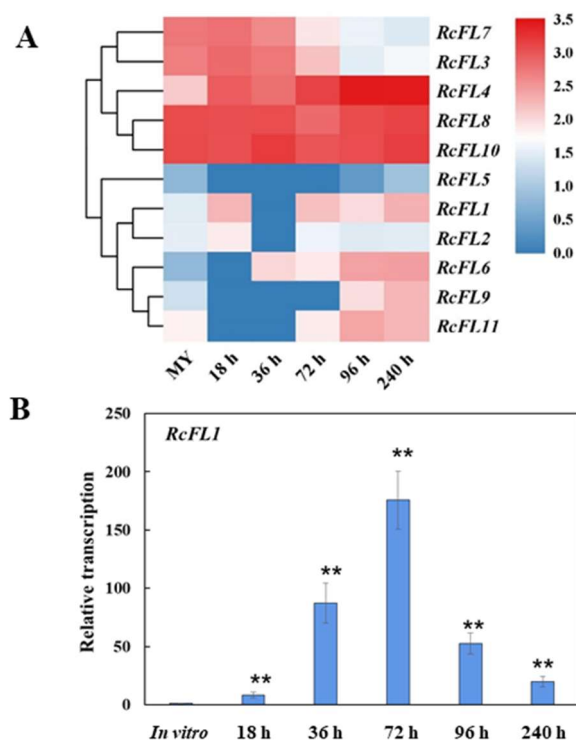 A
RcFL7
RcFL3
RcFL4
RcFL8
RcFL10
RcFL5
RcFL1
RcFL2
RcFL6
RcFL9
RcFL11
3.5
3.0
2.5
2.0
1.5
1.0
0.5
0.0
MY 18 h 36 h 72 h 96 h 240 h
B
RcFL1
Relative transcription
250
200
150
100
50
0
**
**
**
**
**
In vitro 18 h 36 h 72 h 96 h 240 h